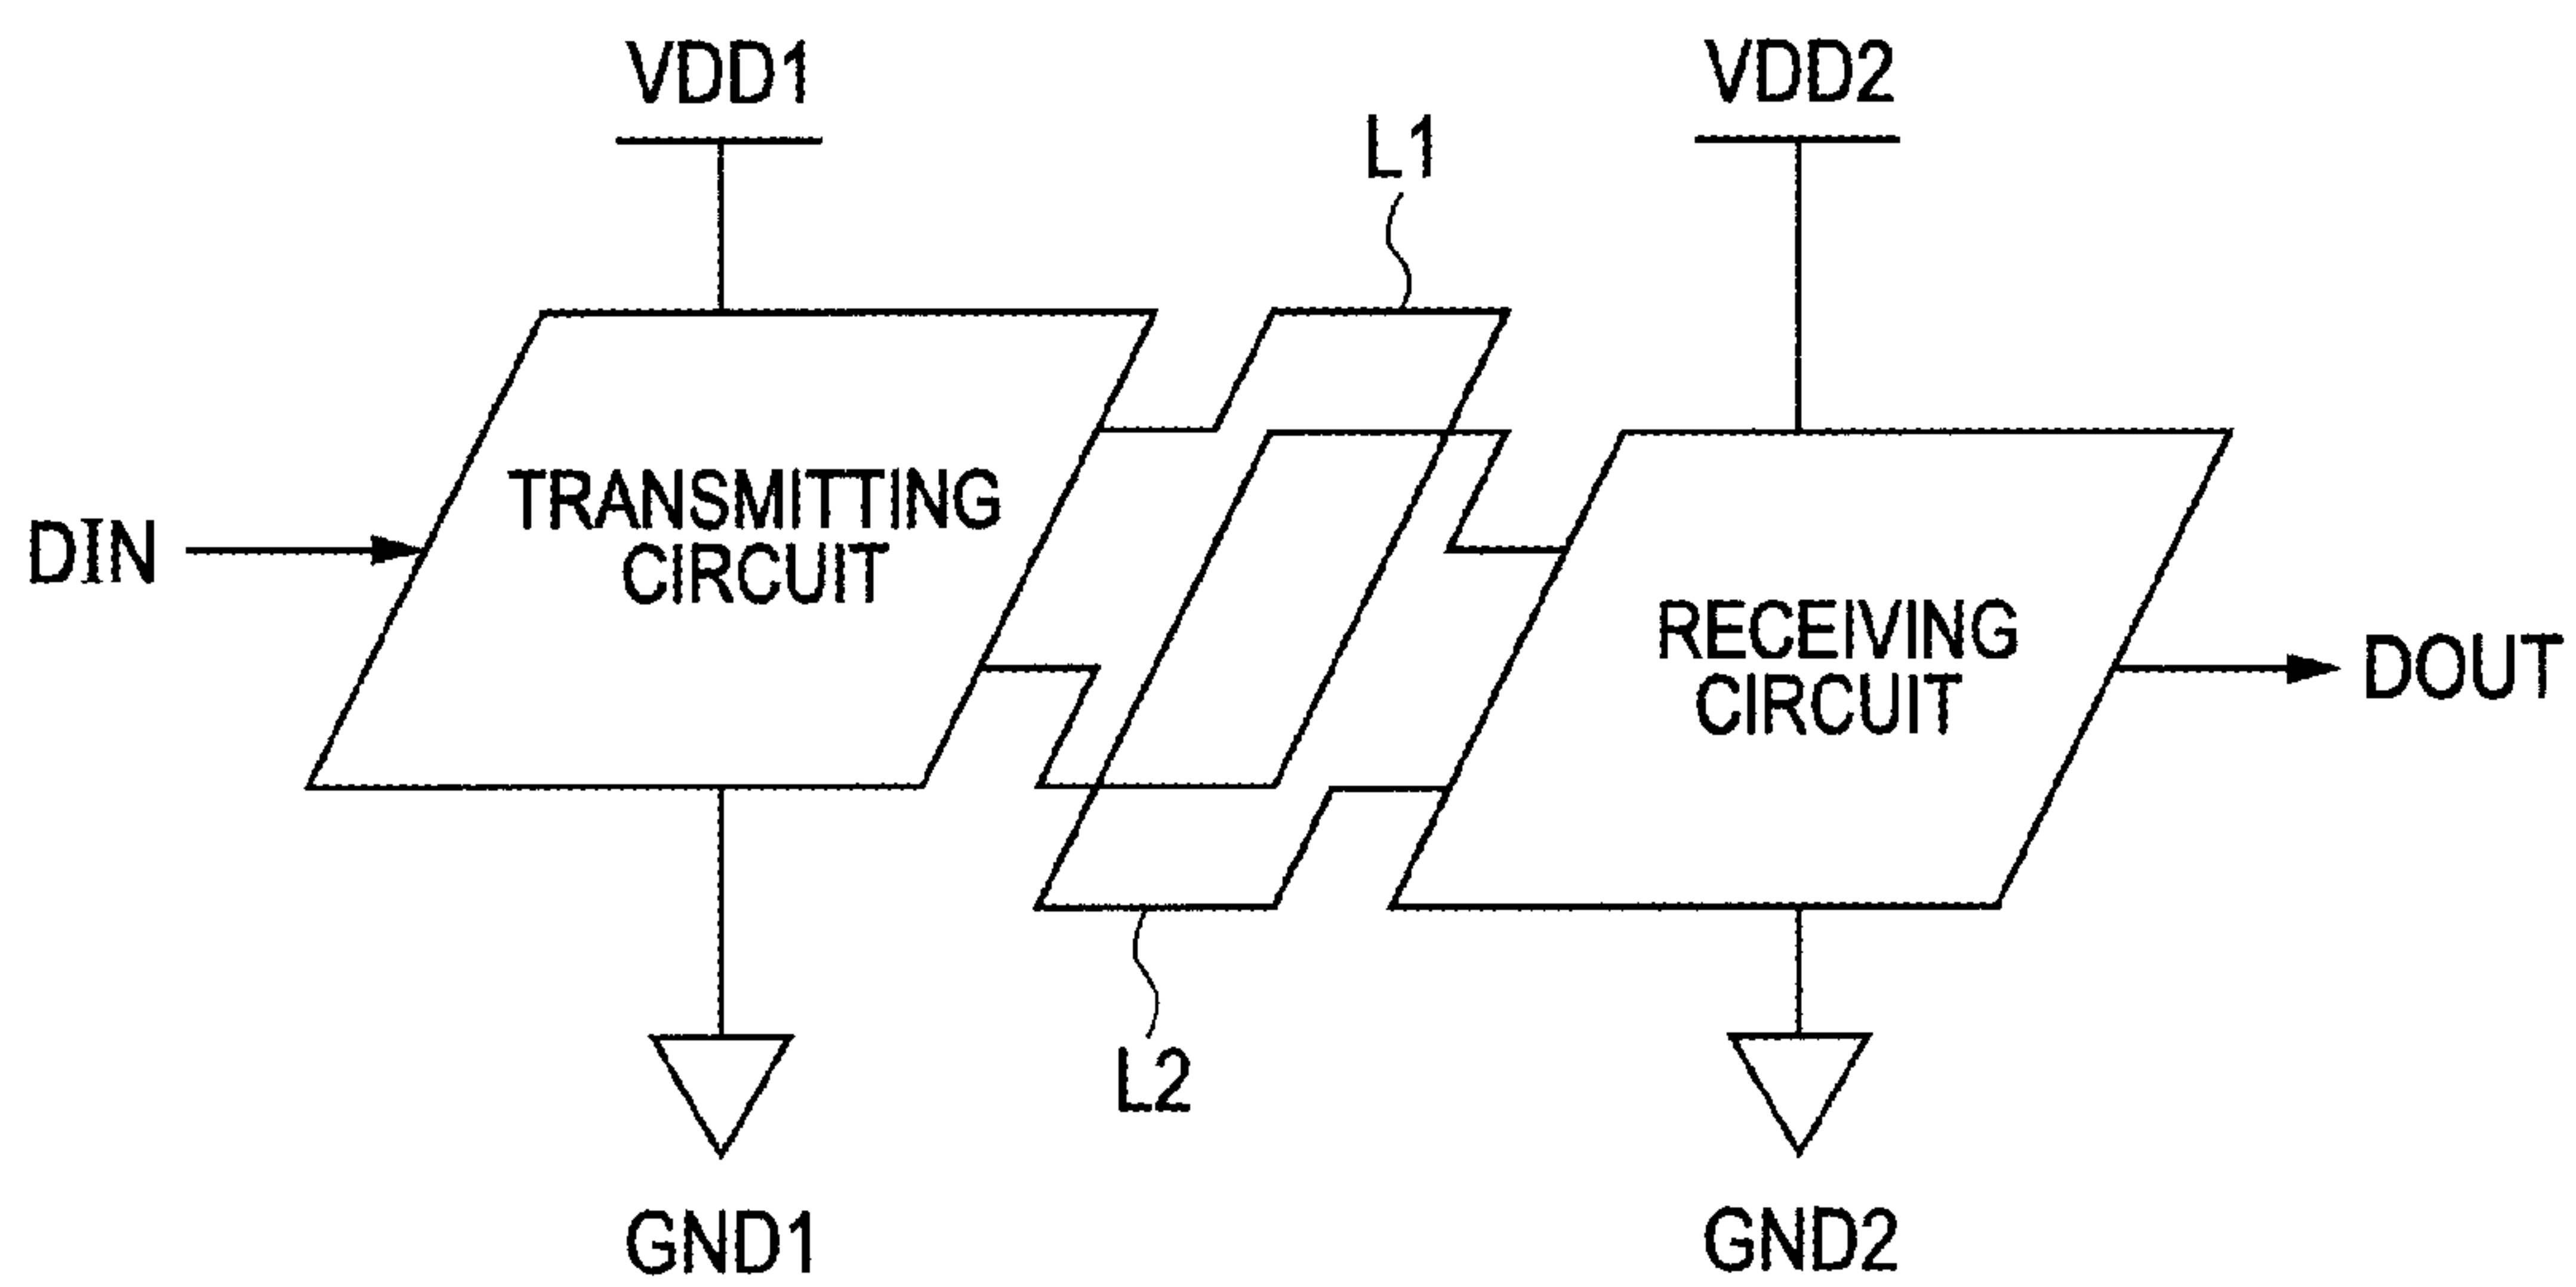 VDD1
VDD2
L1
TRANSMITTING
CIRCUIT
DIN
RECEIVING
CIRCUIT
DOUT
L2
GND1
GND2